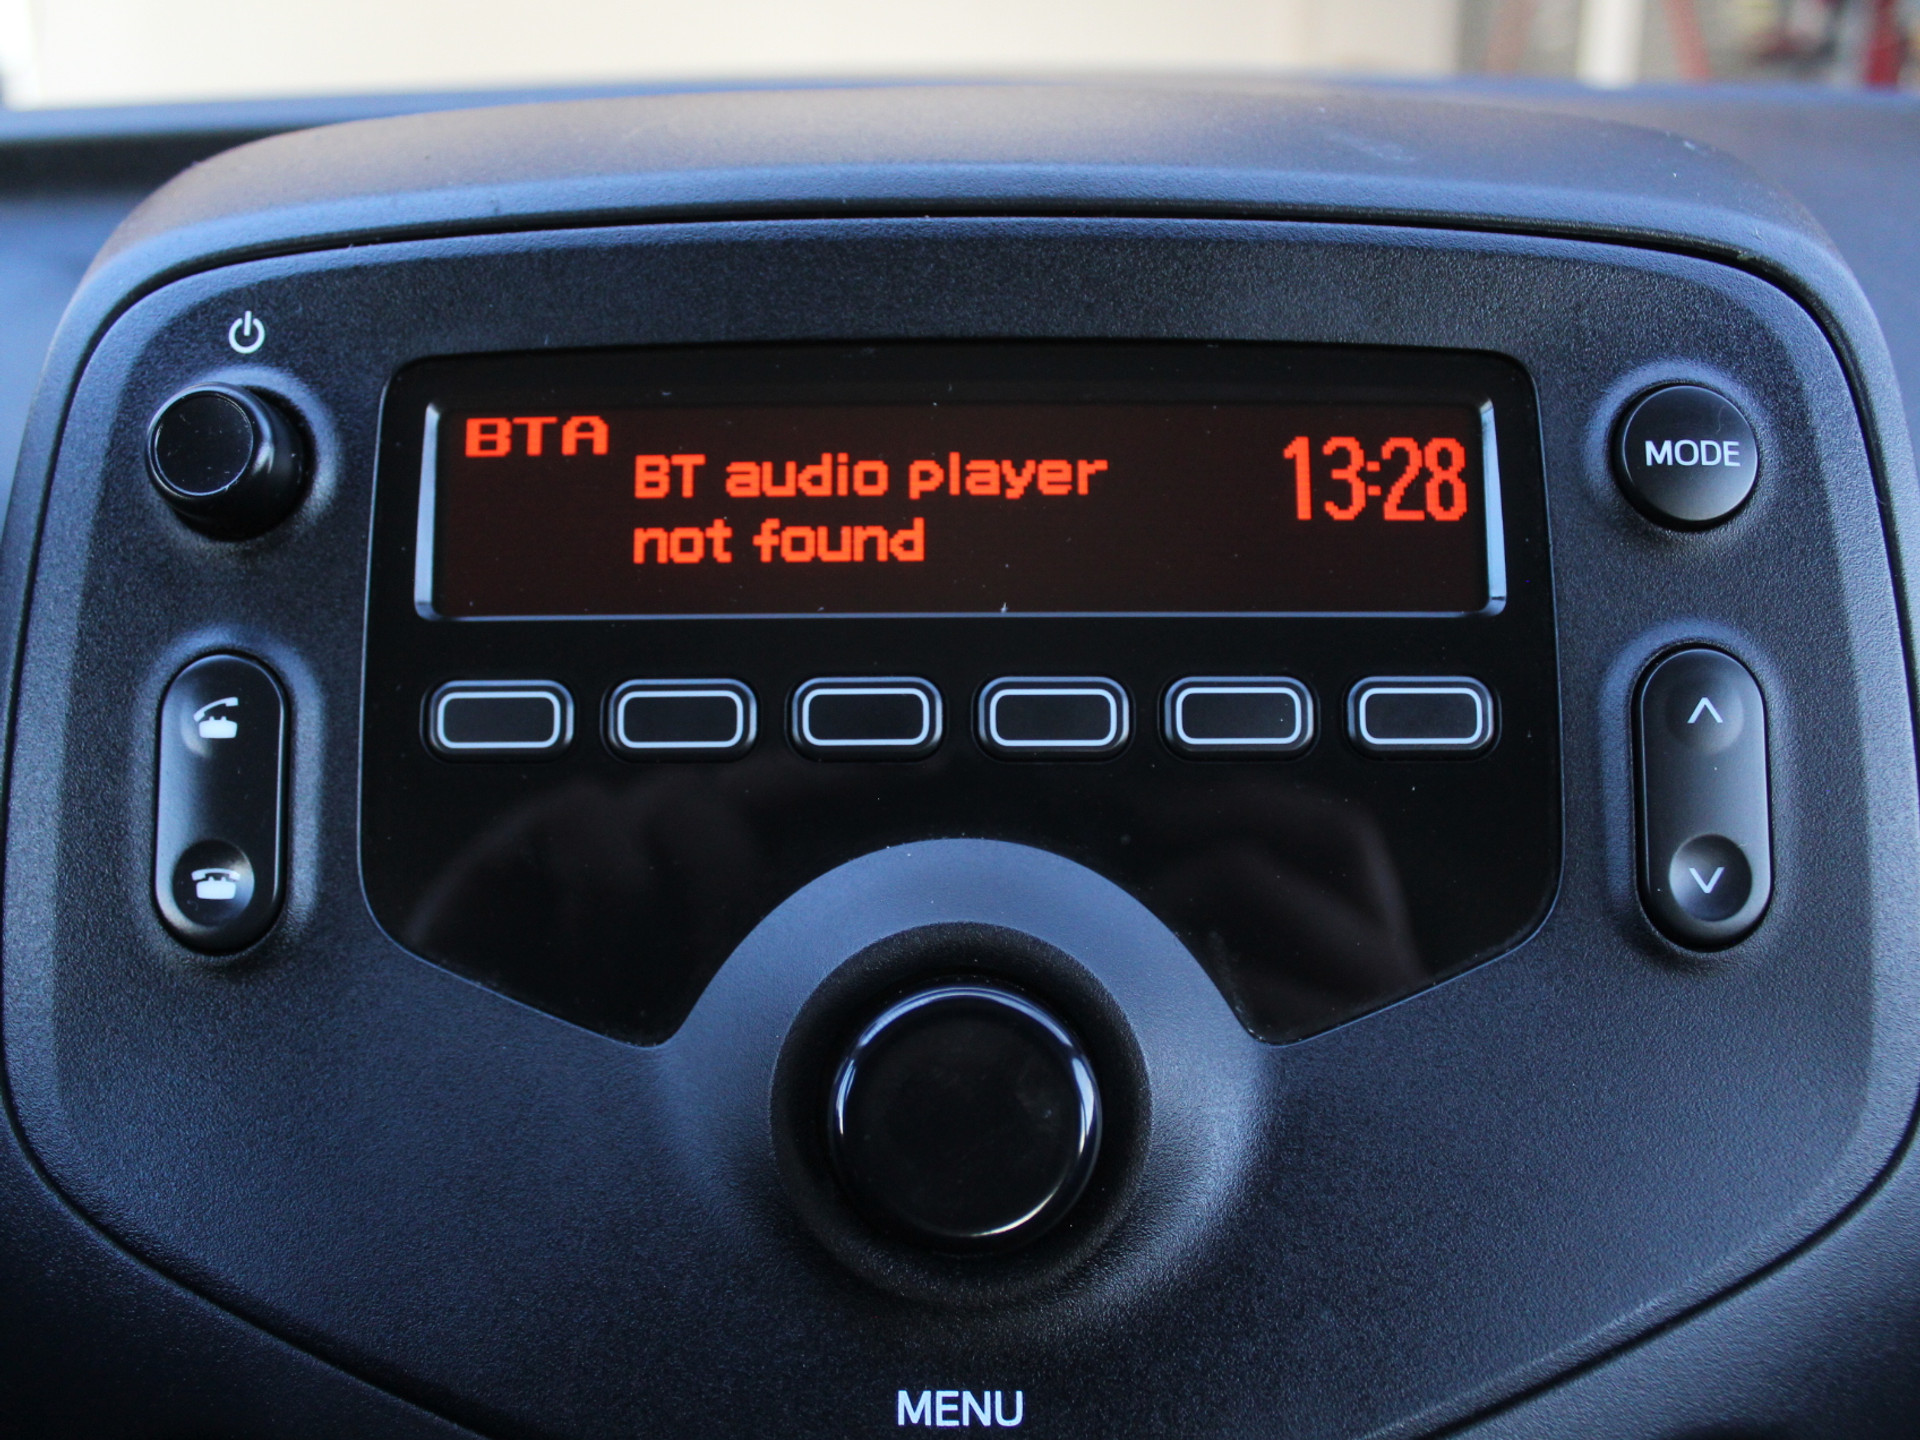 BTA
BT audio player
not found
13:28
MODE
MENU